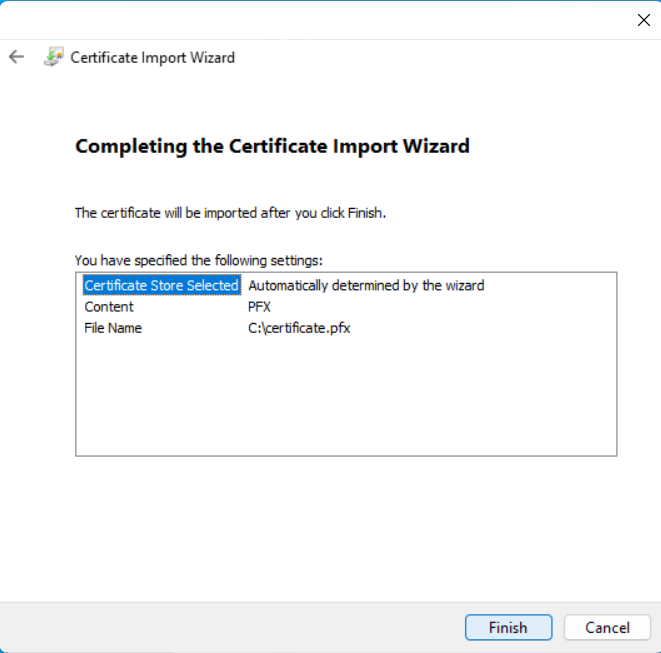 Certificate Import Wizard
Completing the Certificate Import Wizard
The certificate will be imported after you click Finish.
You have specified the following settings:
Certificate Store Selected Automatically determined by the wizard
Content PFX
File Name C:\certificate.pfx
Finish Cancel